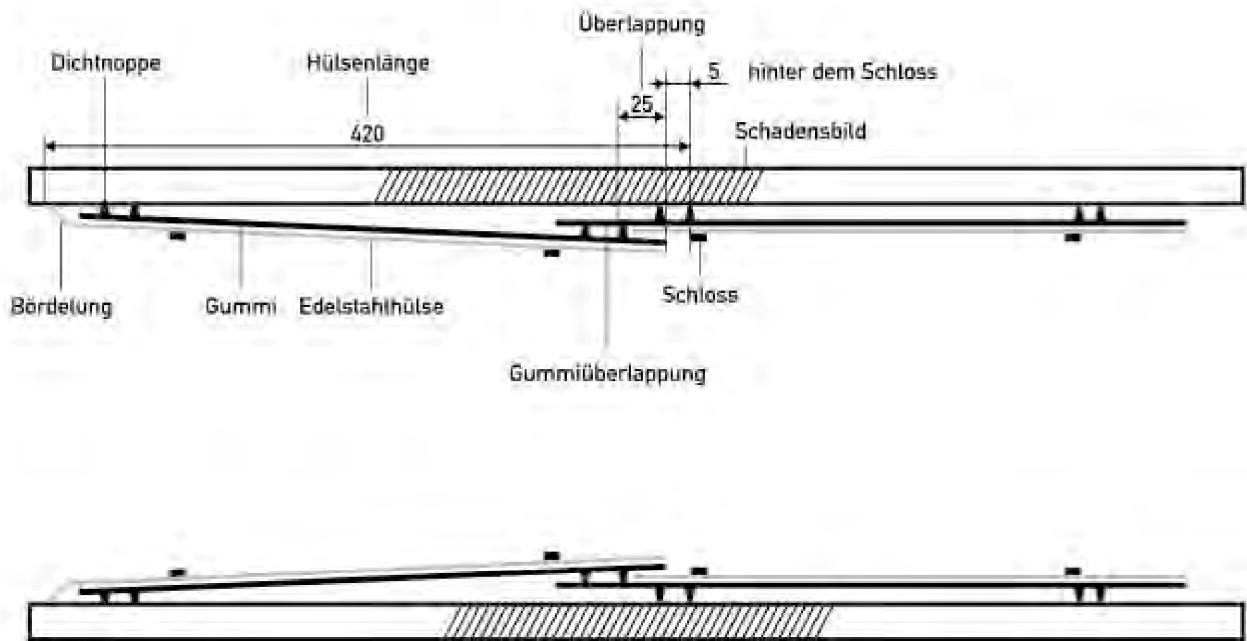 Überlappung
Dichtnoppe
Hülsenlänge
5 hinter dem Schloss
25
420
Schadensbild
Bördelung
Gummi
Edelstahlhülse
Schloss
Gummiüberlappung